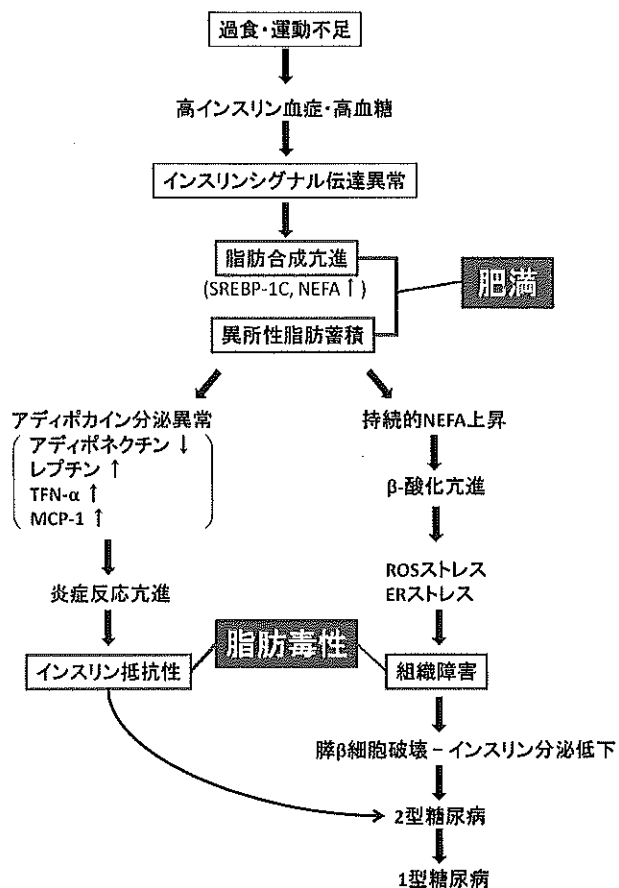 過食・運動不足
高インスリン血症・高血糖
インスリンシグナル伝達異常
脂肪合成亢進
(SREBP-1C, NEFA ↑)
肥満
異所性脂肪蓄積
アディポカイン分泌異常
アディポネクチン ↓
レプチン ↑
TFN-α ↑
MCP-1 ↑
炎症反応亢進
インスリン抵抗性
持続的NEFA上昇
β-酸化亢進
ROSストレス
ERストレス
脂肪毒性
組織障害
膵β細胞破壊 – インスリン分泌低下
2型糖尿病
1型糖尿病